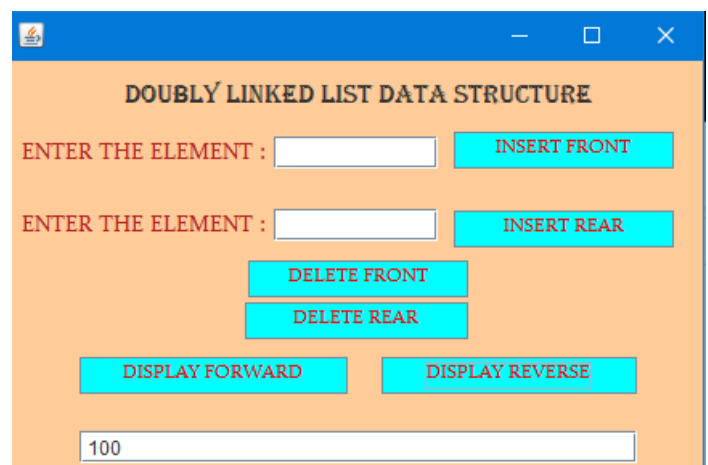 DOUBLY LINKED LIST DATA STRUCTURE
ENTER THE ELEMENT : INSERT FRONT
ENTER THE ELEMENT : INSERT REAR
DELETE FRONT
DELETE REAR
DISPLAY FORWARD DISPLAY REVERSE
100